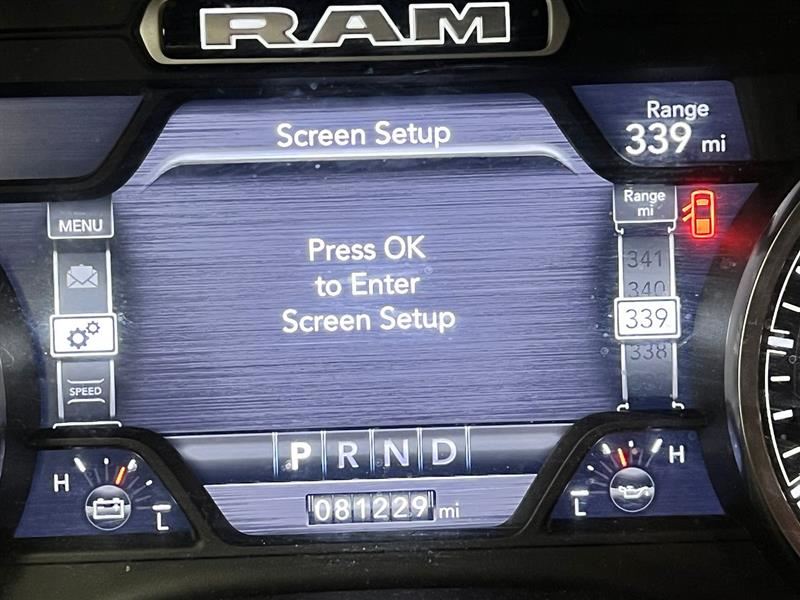 RAM
Screen Setup
Range
339 mi
MENU
Range
mi
341
340
339
338
Press OK
to Enter
Screen Setup
SPEED
P R N D
H
L
081229 mi
L
H